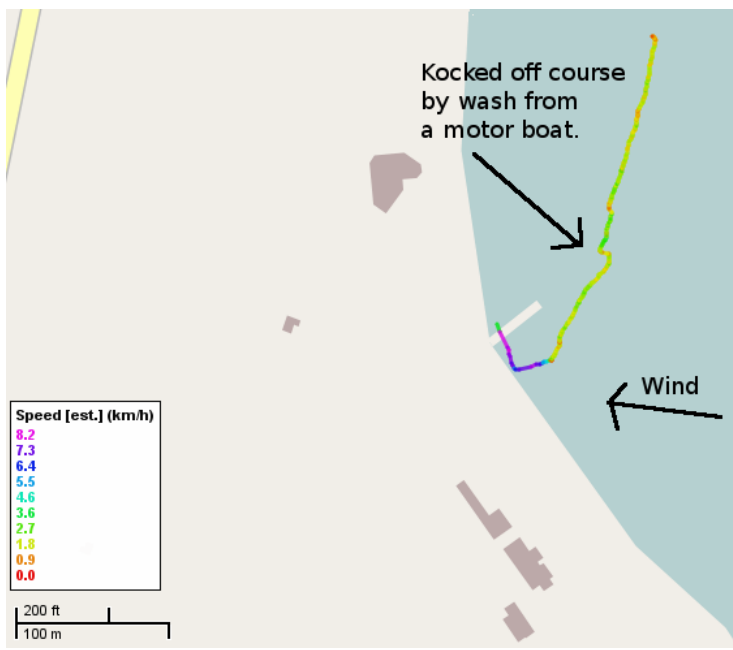 Kocked off course
by wash from
a motor boat.
Wind
Speed [est.] (km/h)
8.2
7.3
6.4
5.5
4.6
3.6
2.7
1.8
0.9
0.0
200 ft
100 m